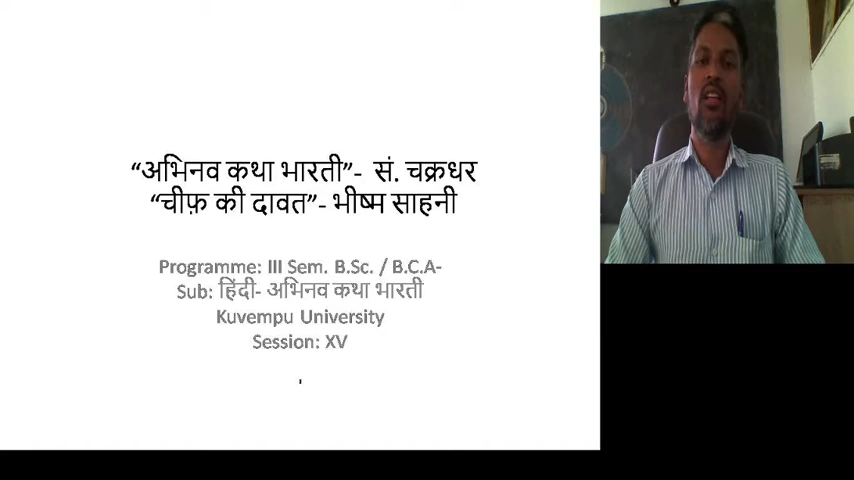 “अभिनव कथा भारती”- सं. चक्रधर
“चीफ़ की दावत”- भीष्म साहनी
Programme: III Sem. B.Sc. / B.C.A-
Sub: हिंदी- अभिनव कथा भारती
Kuvempu University
Session: XV